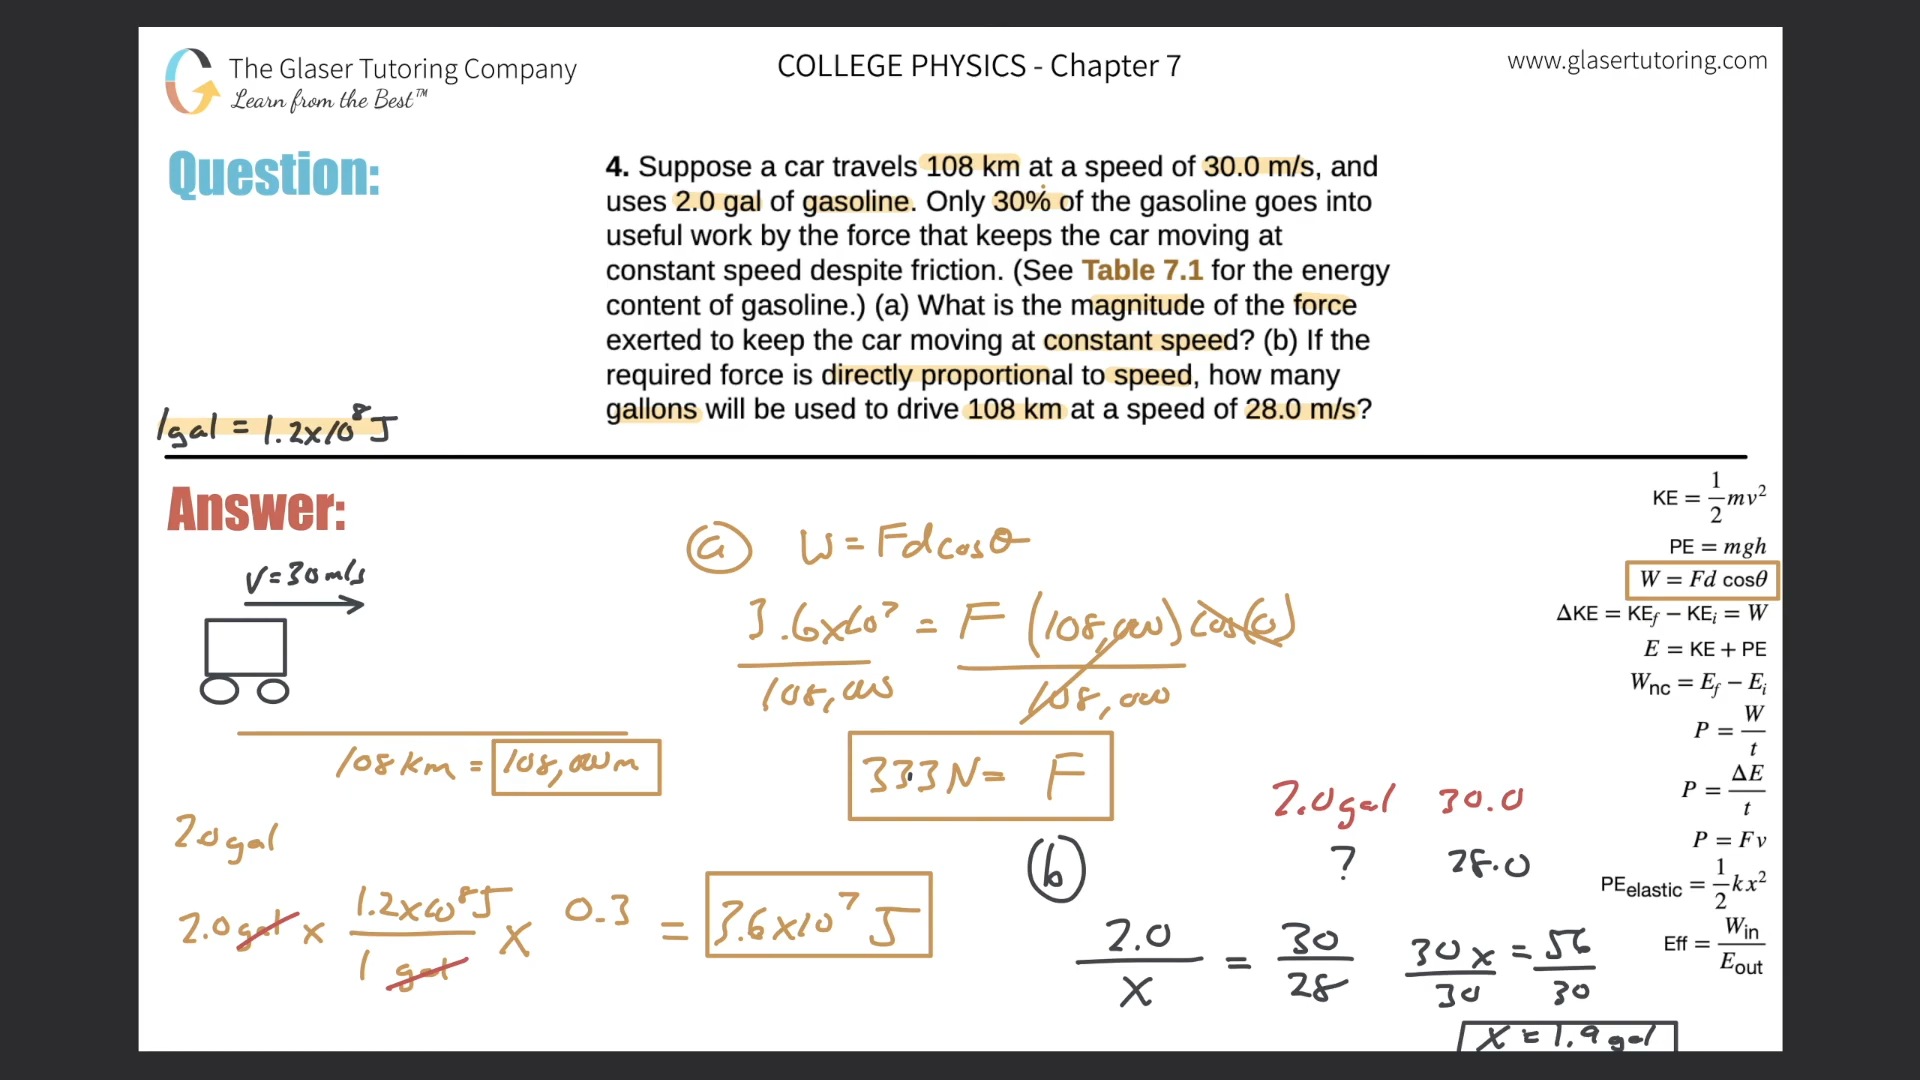 The Glaser Tutoring Company
Learn from the Best™
COLLEGE PHYSICS - Chapter 7
www.glasertutoring.com
Question:
4. Suppose a car travels 108 km at a speed of 30.0 m/s, and
uses 2.0 gal of gasoline. Only 30% of the gasoline goes into
useful work by the force that keeps the car moving at
constant speed despite friction. (See Table 7.1 for the energy
content of gasoline.) (a) What is the magnitude of the force
exerted to keep the car moving at constant speed? (b) If the
required force is directly proportional to speed, how many
gallons will be used to drive 108 km at a speed of 28.0 m/s?
1gal = 1.2x10⁸J
Answer:
V=30m/s
108km = 108,000m
2.0gal
2.0gal x 1.2x10⁸J / 1 gal x 0.3 = 3.6x10⁷ J
a W = Fdcosθ
3.6x10⁷ = F (108,000) cos(0)
108,000 108,000
333N = F
b
2.0gal 30.0
? 28.0
2.0 / x = 30 / 28
30x / 30 = 56 / 30
x = 1.9 gal
KE = 1/2 mv²
PE = mgh
W = Fd cosθ
ΔKE = KEf − KEi = W
E = KE + PE
Wnc = Ef − Ei
P = W/t
P = ΔE/t
P = Fv
PEelastic = 1/2 kx²
Eff = Win/Eout